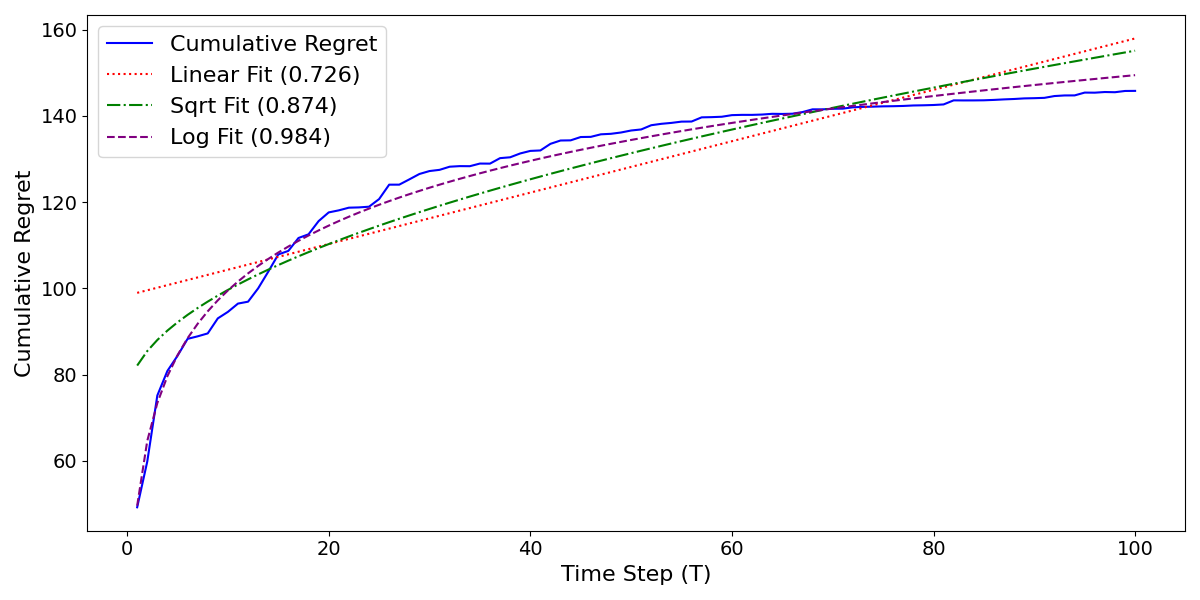 Cumulative Regret
Linear Fit (0.726)
Sqrt Fit (0.874)
Log Fit (0.984)
Cumulative Regret
160
140
120
100
80
60
0 20 40 60 80 100
Time Step (T)